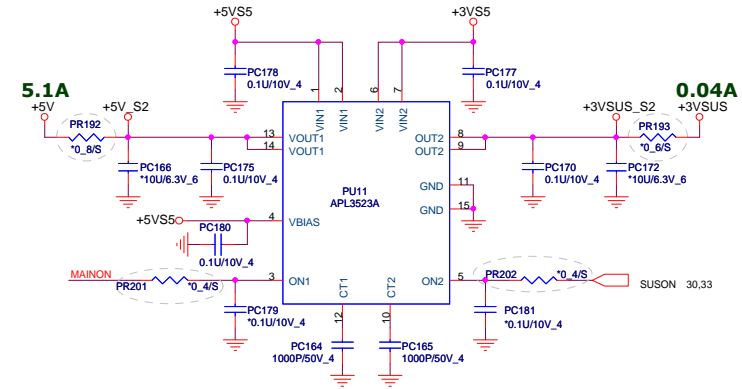 +5VS5
+3VS5
PC178
0.1U/10V_4
PC177
0.1U/10V_4
5.1A
+5V
+5V_S2
PR192
*0_8/S
0.04A
+3VSUS_S2
+3VSUS
PR193
*0_6/S
1
2
6
7
VIN1
VIN1
VIN2
VIN2
13
VOUT1
14
VOUT1
OUT2
8
OUT2
9
PC166
*10U/6.3V_6
PC175
0.1U/10V_4
PC170
0.1U/10V_4
PC172
*10U/6.3V_6
PU11
APL3523A
GND
11
GND
15
+5VS5
4
VBIAS
PC180
0.1U/10V_4
MAINON
PR201
*0_4/S
3
ON1
ON2
5
PR202
*0_4/S
SUSON 30,33
PC179
*0.1U/10V_4
CT1
CT2
12
10
PC181
*0.1U/10V_4
PC164
1000P/50V_4
PC165
1000P/50V_4